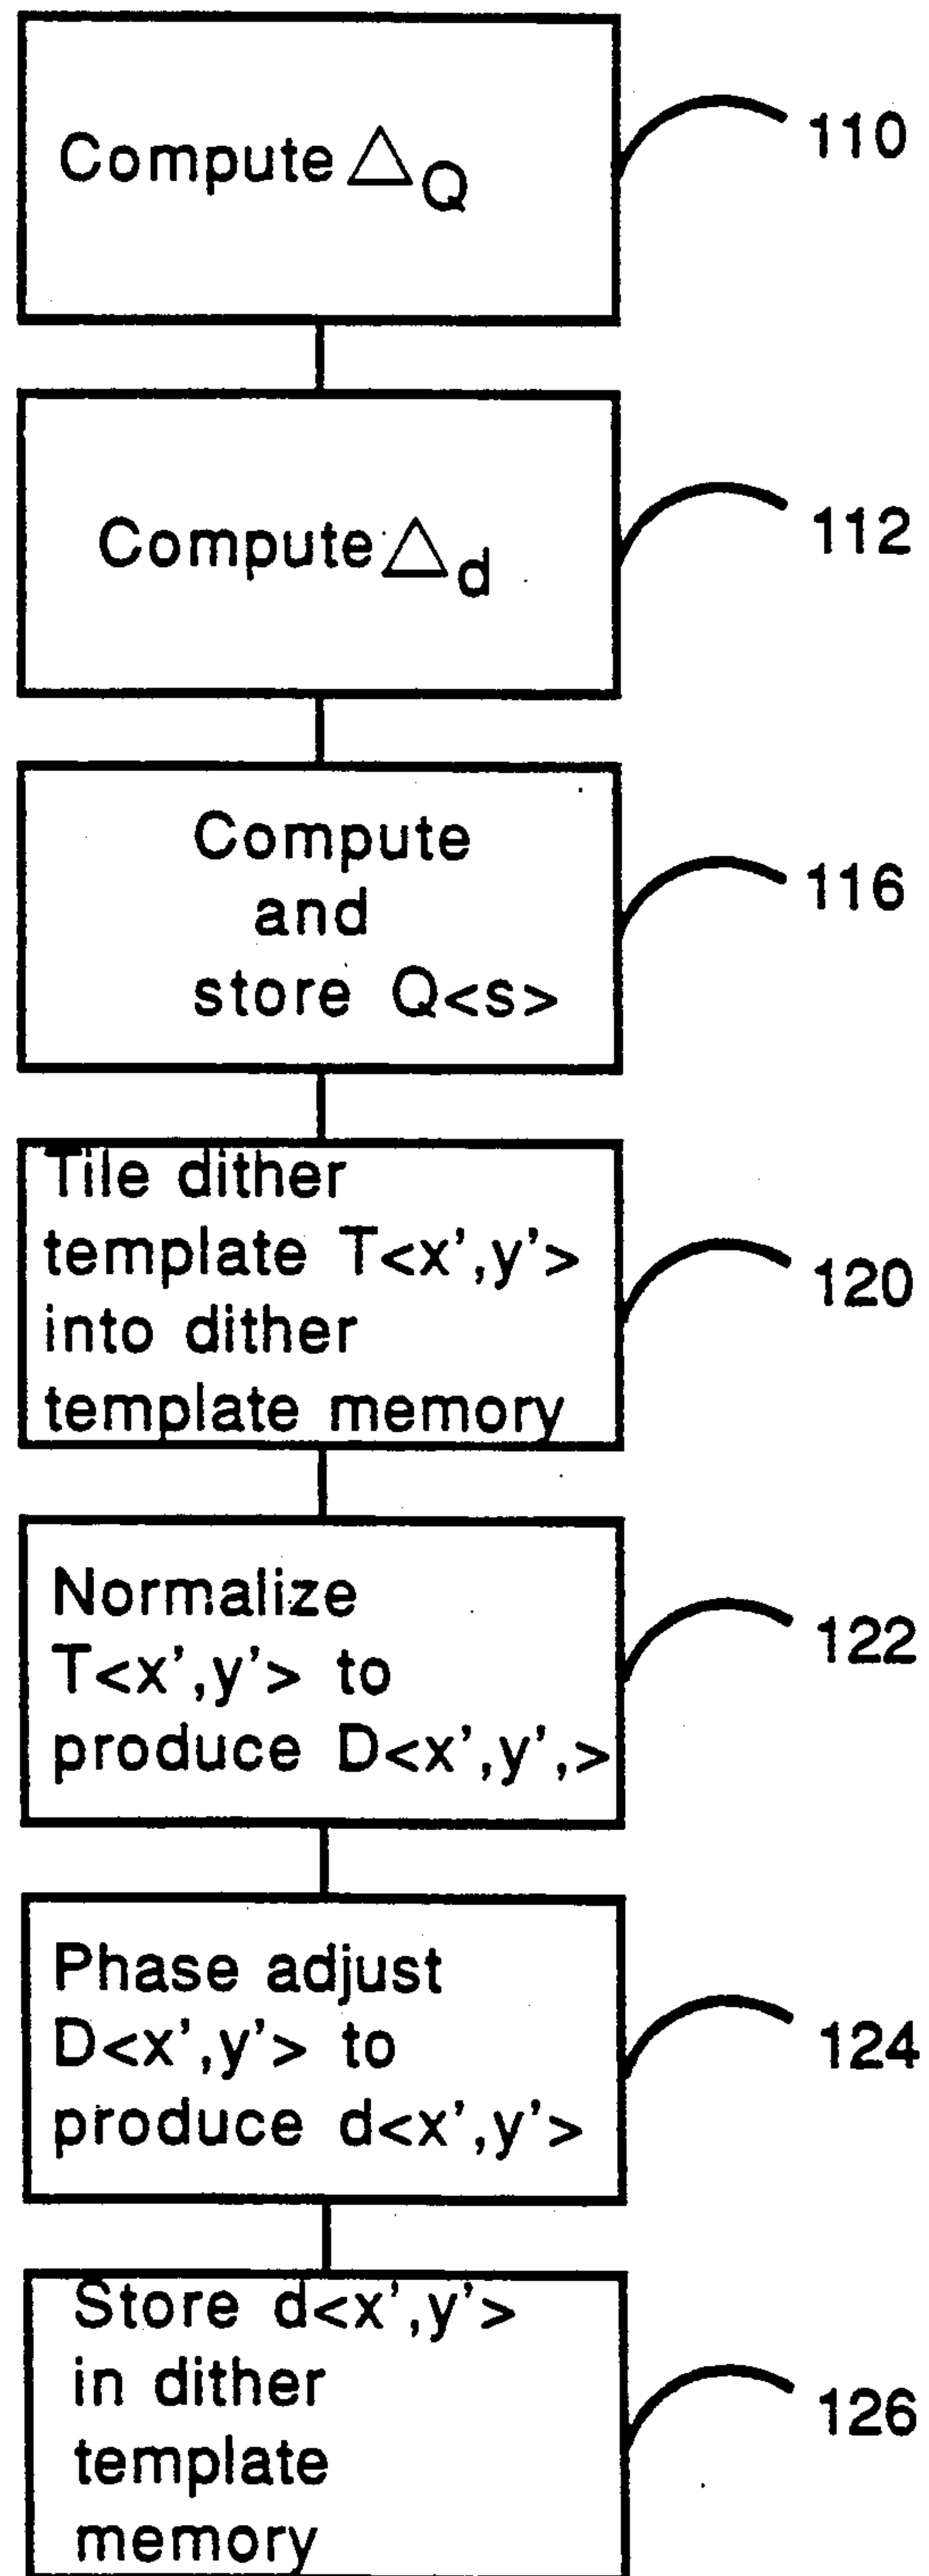 Compute △Q
110
Compute △d
112
Compute
and
store Q<s>
116
Tile dither
template T<x',y'>
into dither
template memory
120
Normalize
T<x',y'> to
produce D<x',y',>
122
Phase adjust
D<x',y'> to
produce d<x',y'>
124
Store d<x',y'>
in dither
template
memory
126